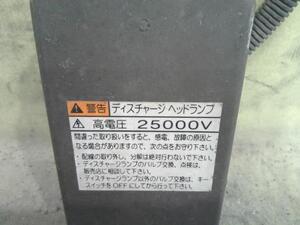 警告 ディスチャージ ヘッドランプ
高電圧 25000V
間違った取り扱いをすると、感電、故障の原因と
なる場合がありますので、次の点をお守り下さい。
・配線の取り外し、分解は絶対行わないで下さい。
・ディスチャージランプのバルブ交換、点検は、
販売店に相談して下さい。
・ディスチャージランプ以外のバルブ交換は、キー
スイッチをOFFにしてから行って下さい。